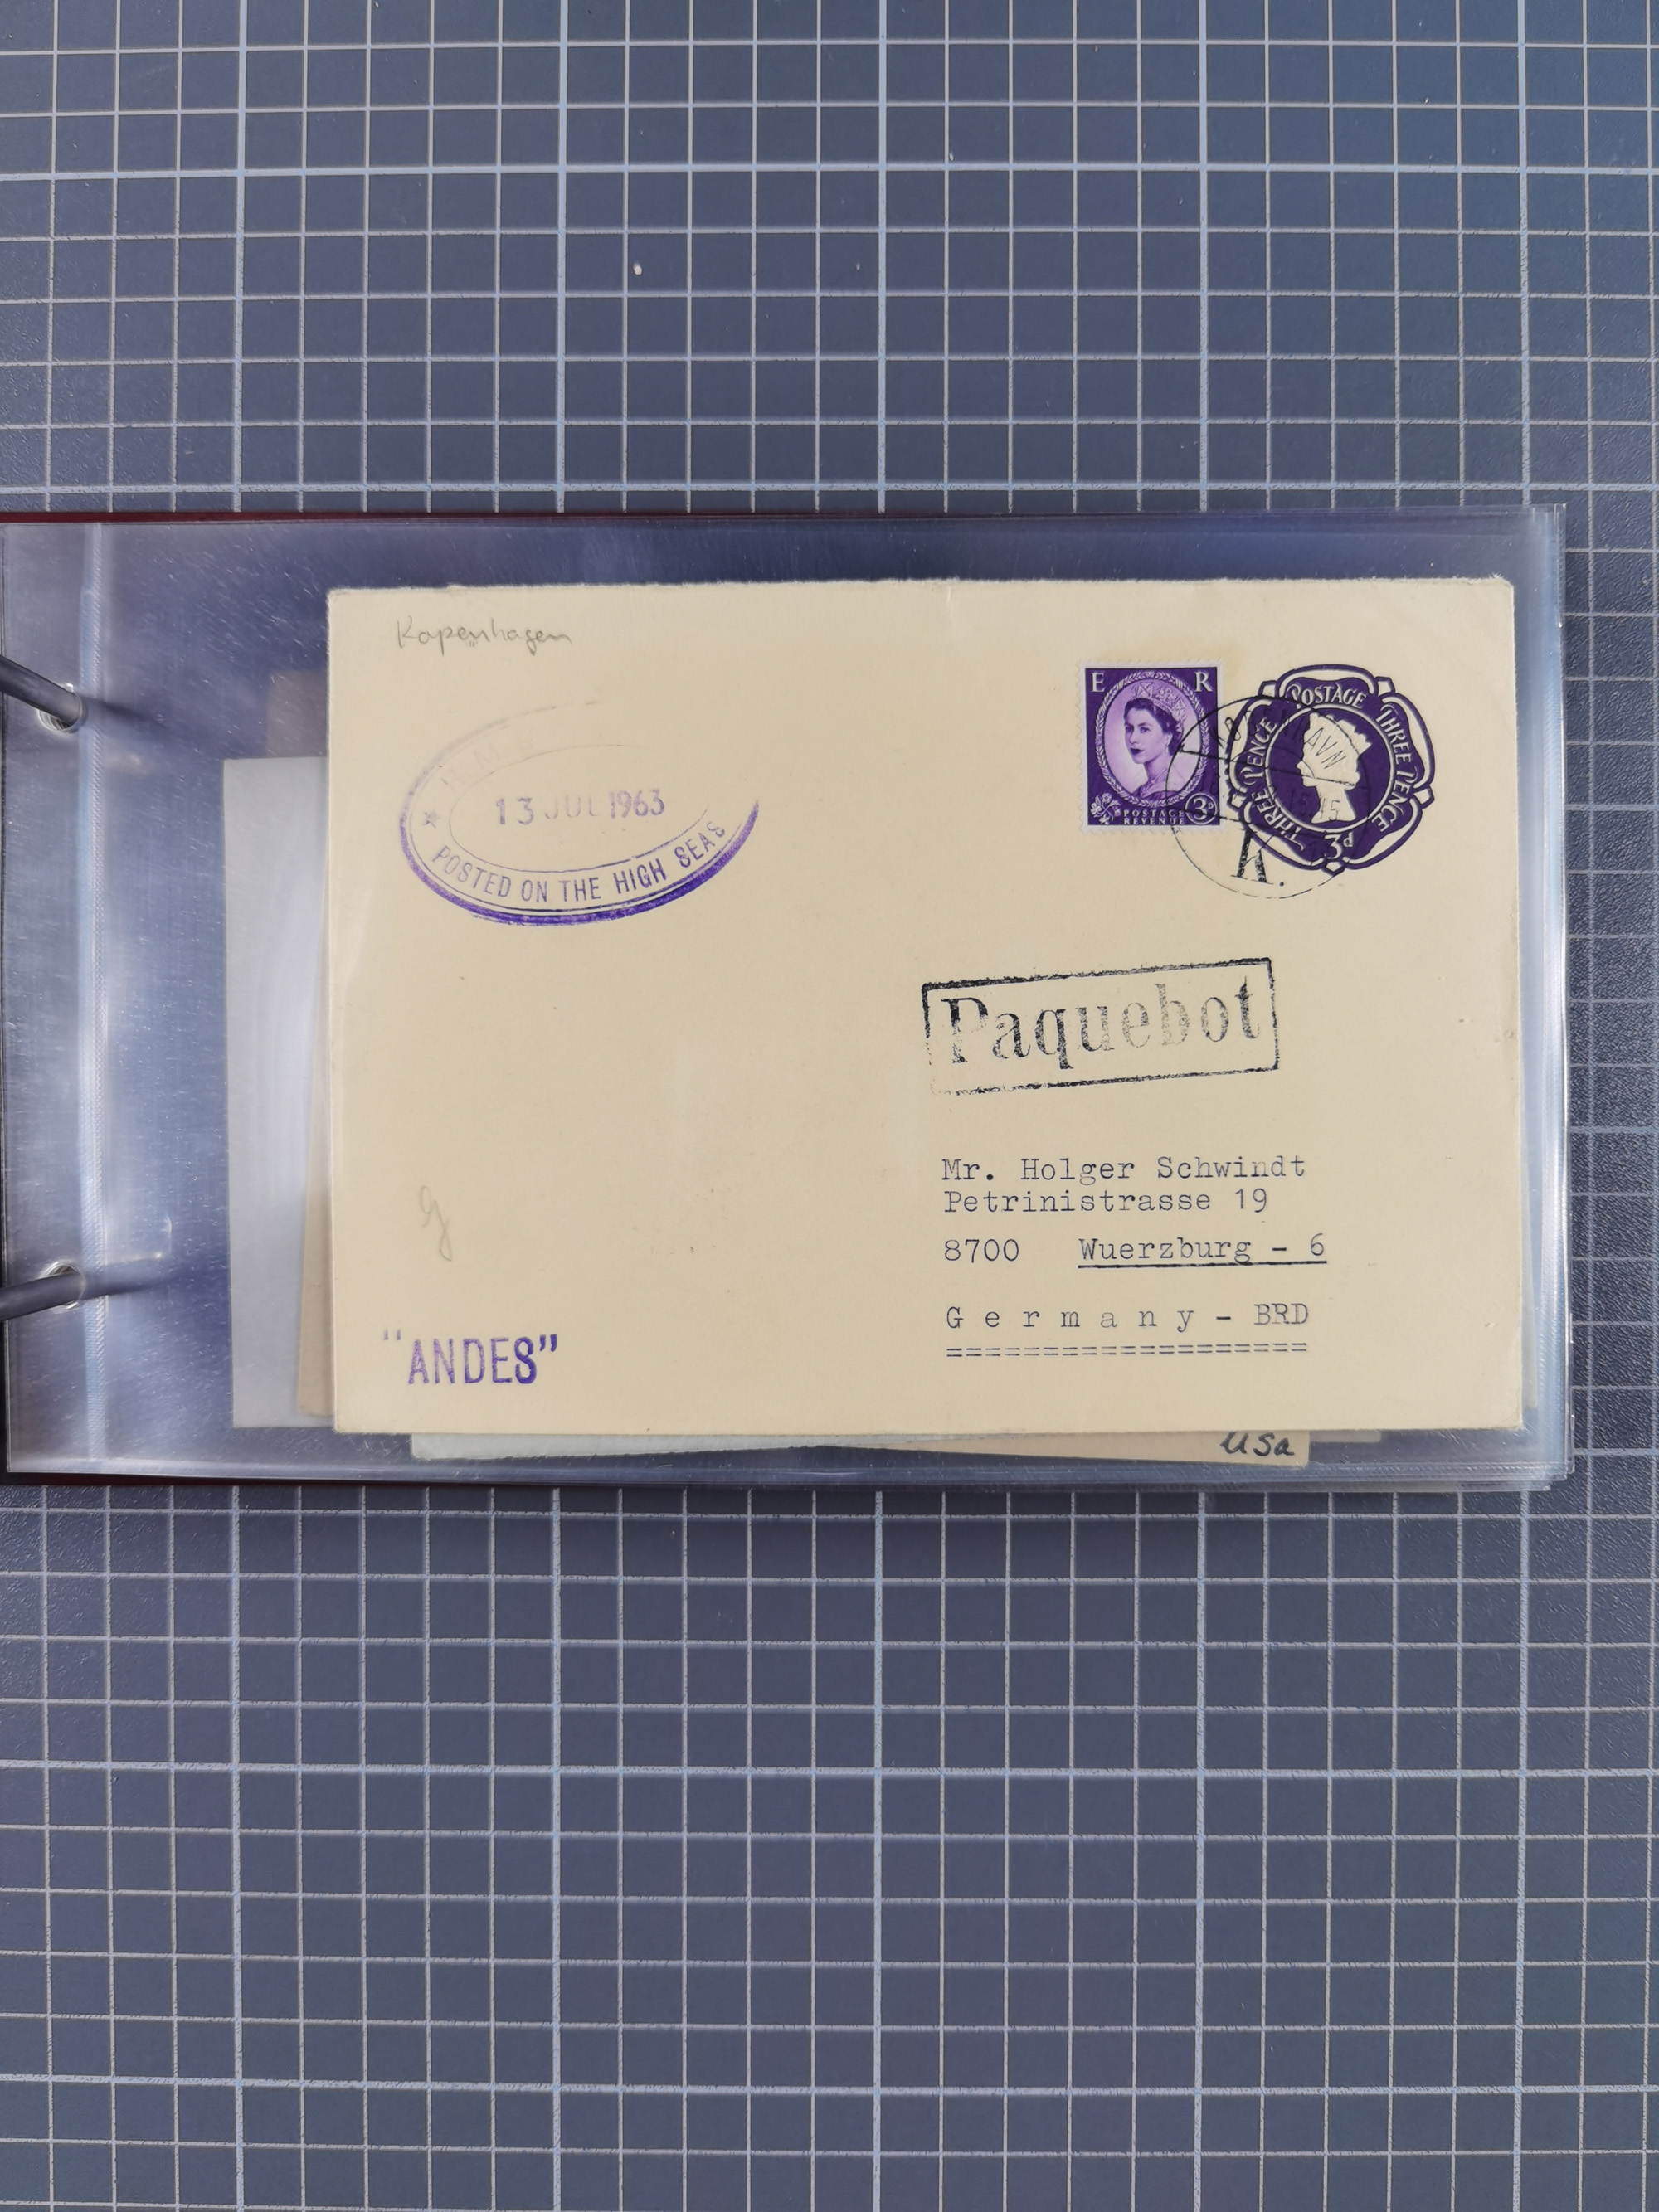 Kopenhagen
E R
POSTAGE
REVENUE
3D
POSTAGE THREE PENCE 3D THREE PENCE
K.
13 JUL 1963
POSTED ON THE HIGH SEAS
Paquebot
Mr. Holger Schwindt
Petrinistrasse 19
8700 Wuerzburg - 6
G e r m a n y - BRD
===================
"ANDES"
USA